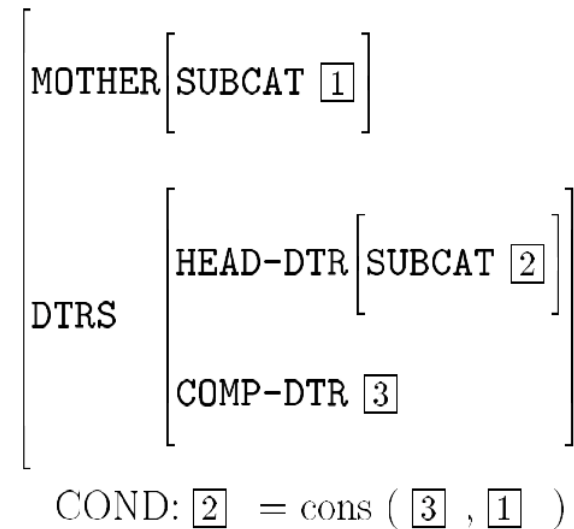 MOTHER[SUBCAT 1]
HEAD-DTR[SUBCAT 2]
DTRS
COMP-DTR 3
COND: 2 = cons ( 3 , 1 )